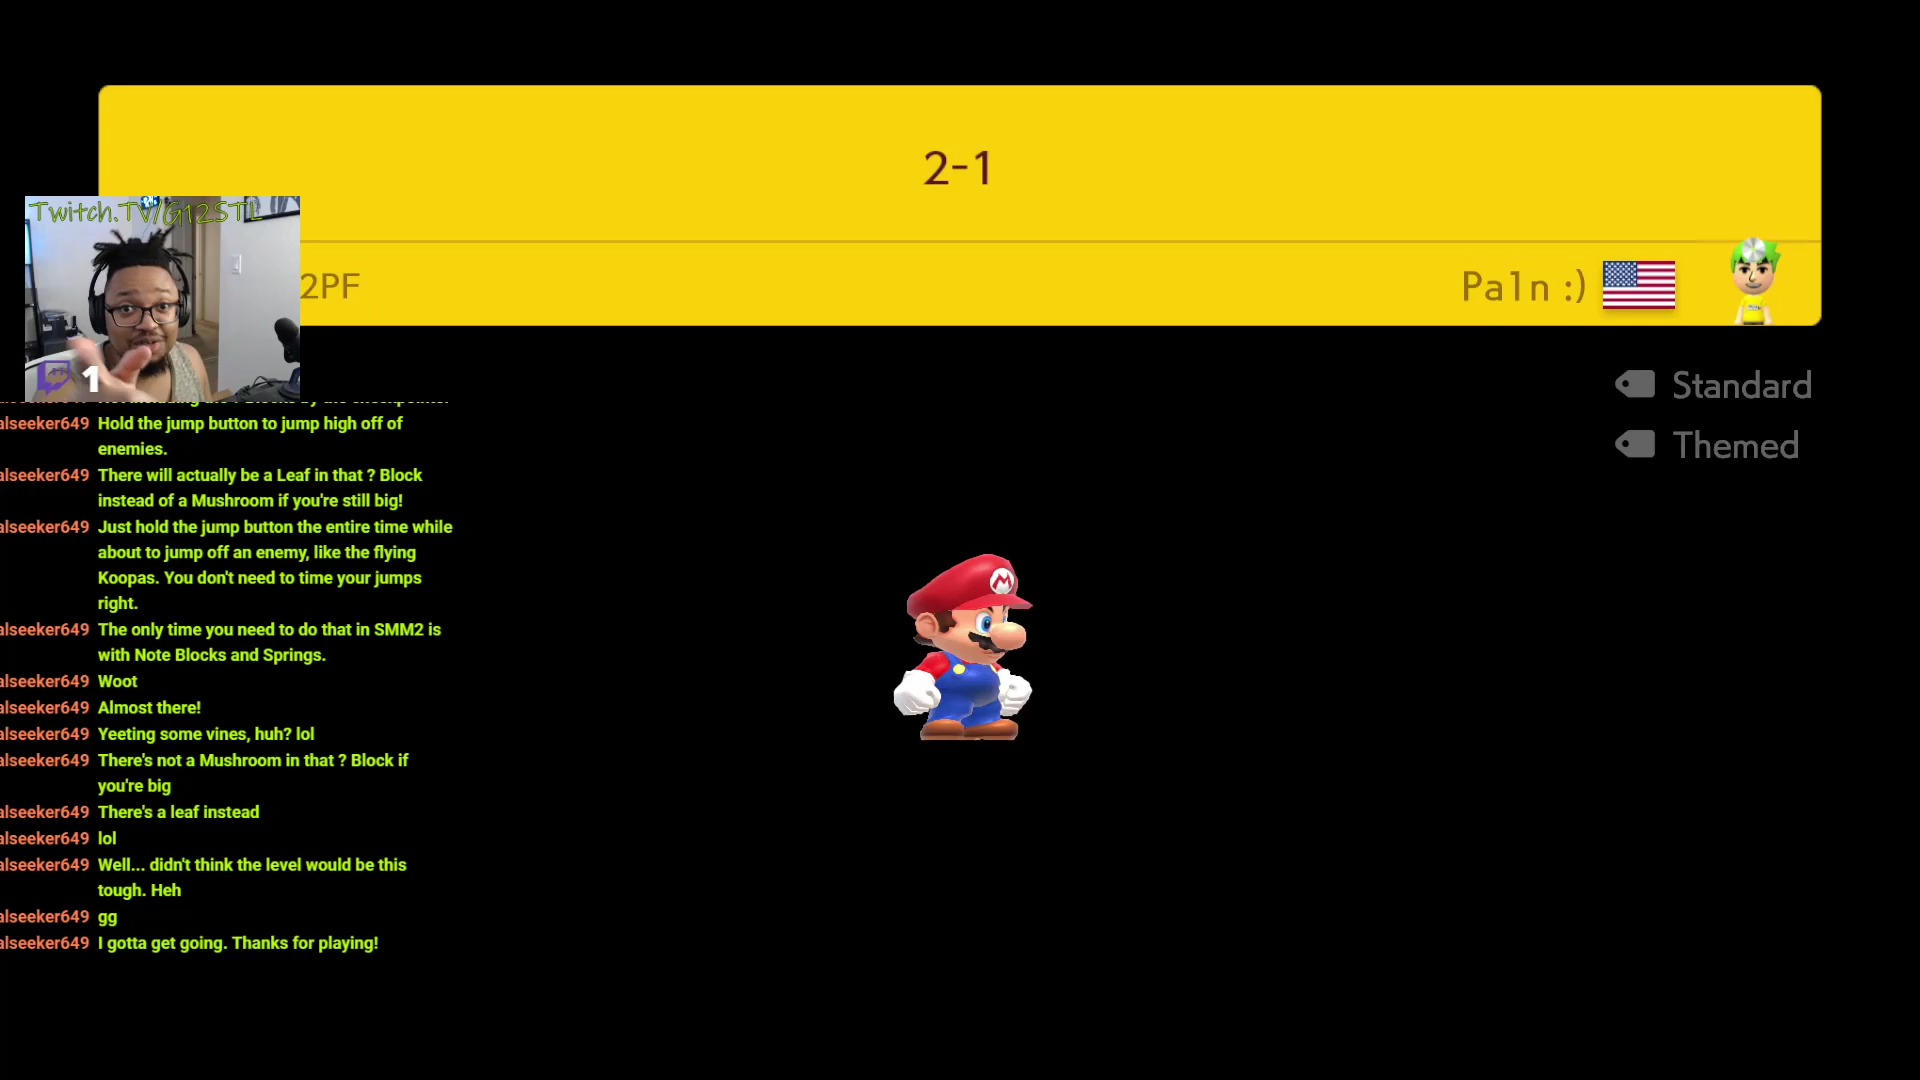 2-1
Twitch.TV/G12STL
2PF
Pa1n :)
1
Standard
Themed
alseeker649 Hold the jump button to jump high off of
enemies.
alseeker649 There will actually be a Leaf in that ? Block
instead of a Mushroom if you're still big!
alseeker649 Just hold the jump button the entire time while
about to jump off an enemy, like the flying
Koopas. You don't need to time your jumps
right.
alseeker649 The only time you need to do that in SMM2 is
with Note Blocks and Springs.
alseeker649 Woot
alseeker649 Almost there!
alseeker649 Yeeting some vines, huh? lol
alseeker649 There's not a Mushroom in that ? Block if
you're big
alseeker649 There's a leaf instead
alseeker649 lol
alseeker649 Well... didn't think the level would be this
tough. Heh
alseeker649 gg
alseeker649 I gotta get going. Thanks for playing!
M